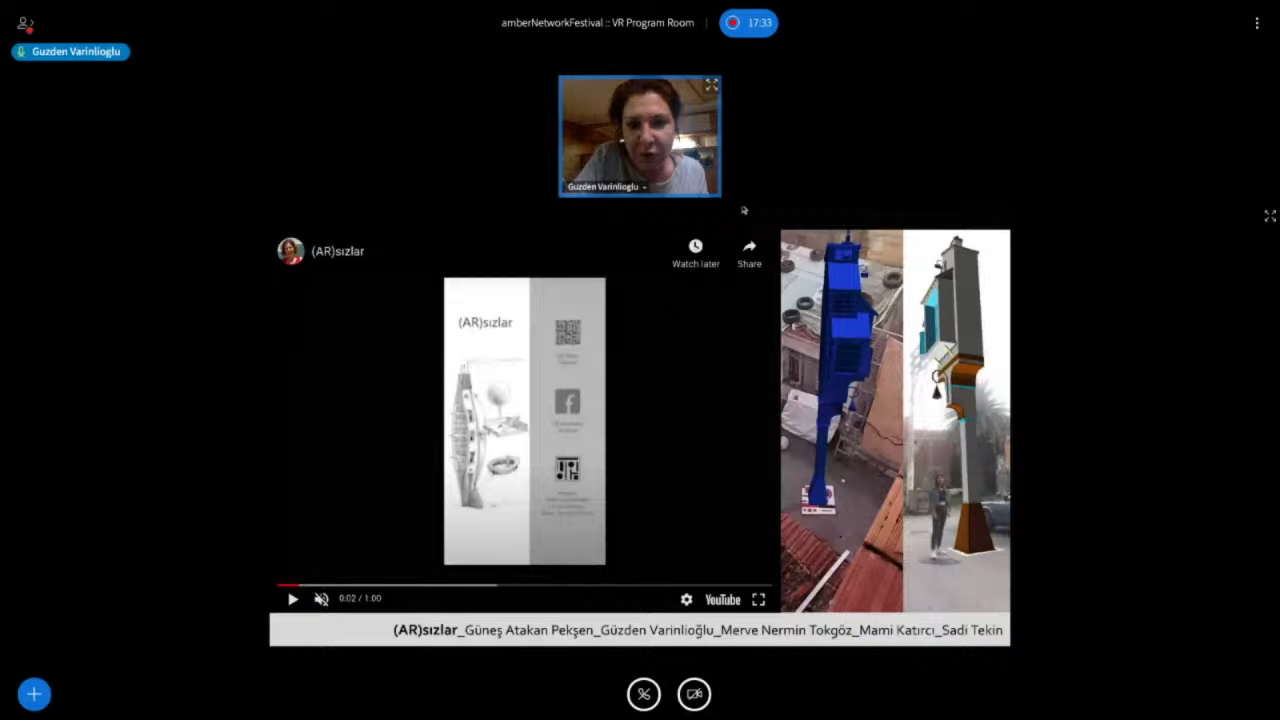 amberNetworkFestival :: VR Program Room
17:33
Guzden Varinlioglu
Guzden Varinlioglu
(AR)sızlar
Watch later
Share
(AR)sızlar
0:02 / 1:00
YouTube
(AR)sızlar_Güneş Atakan Pekşen_Güzden Varinlioğlu_Merve Nermin Tokgöz_Mami Katırcı_Sadi Tekin